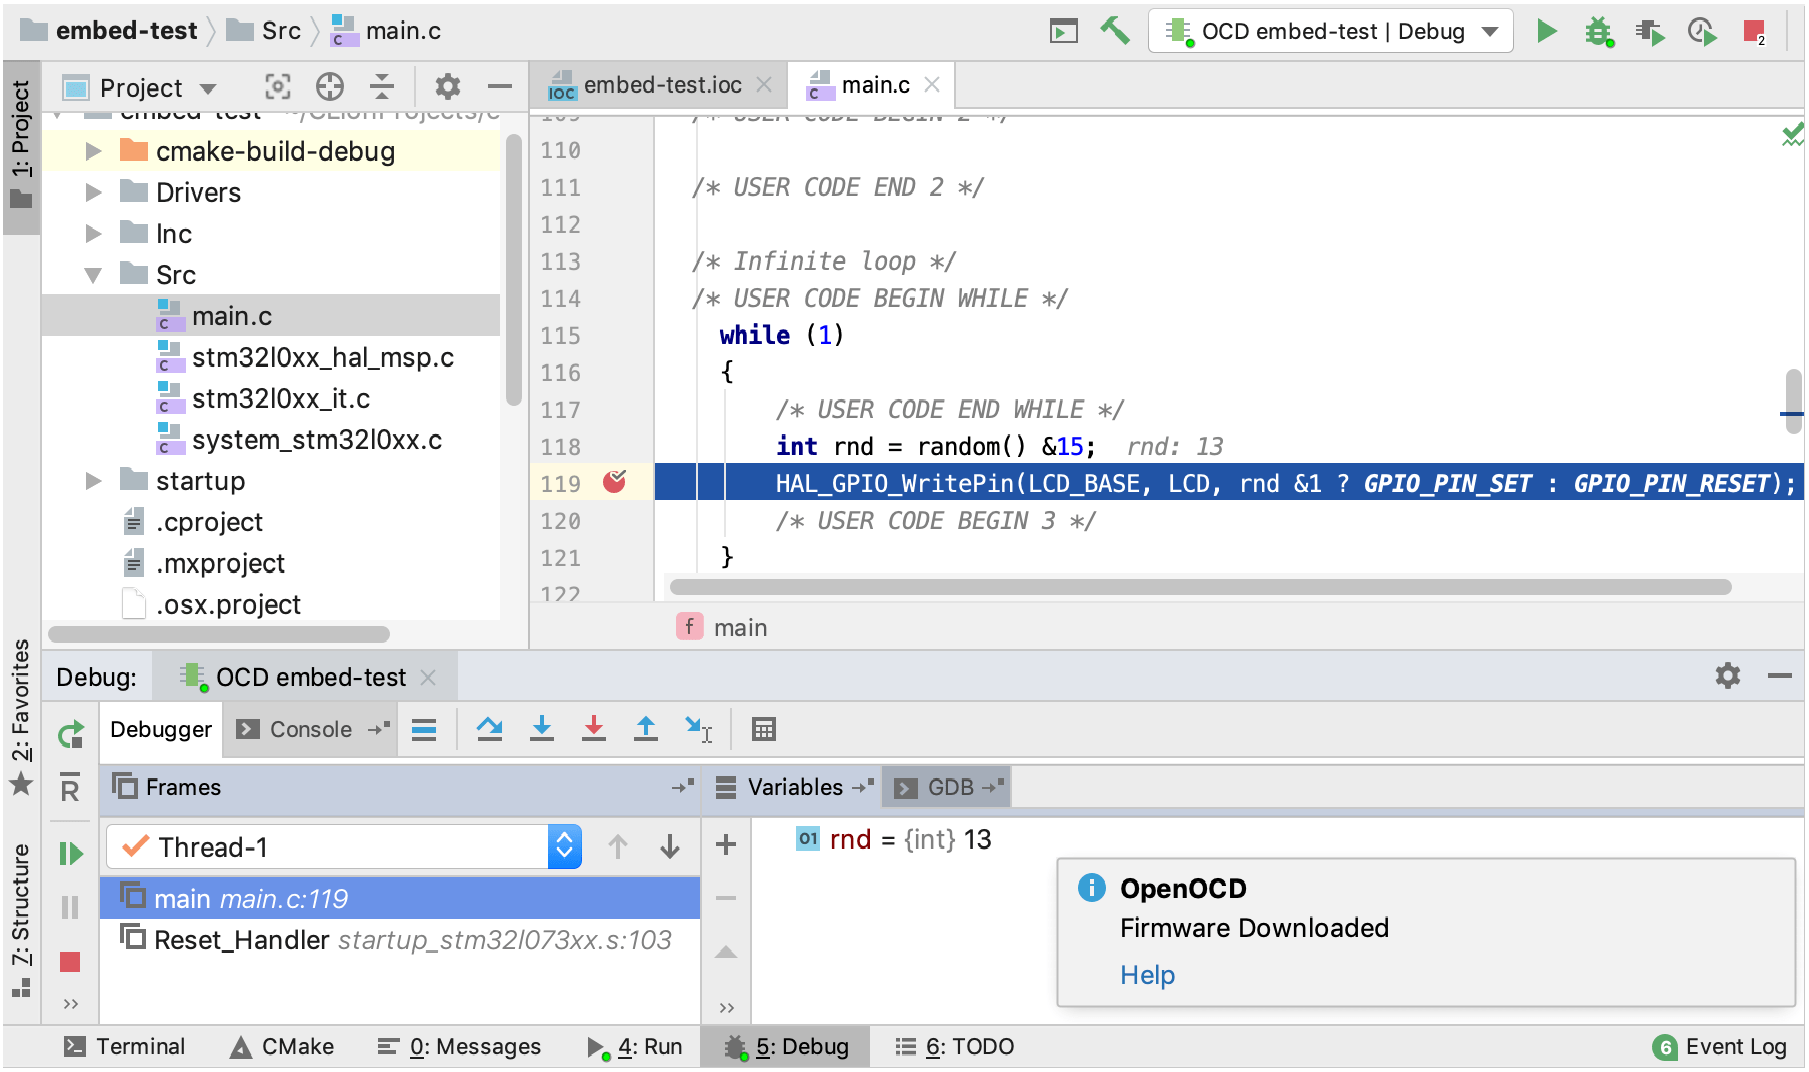 embed-test Src main.c
OCD embed-test | Debug
2
1: Project
2: Favorites
7: Structure
Project
embed-test
cmake-build-debug
Drivers
Inc
Src
main.c
stm32l0xx_hal_msp.c
stm32l0xx_it.c
system_stm32l0xx.c
startup
.cproject
.mxproject
.osx.project
IOC embed-test.ioc
C main.c
109 /* USER CODE BEGIN 2 */
110
111 /* USER CODE END 2 */
112
113 /* Infinite loop */
114 /* USER CODE BEGIN WHILE */
115 while (1)
116 {
117 /* USER CODE END WHILE */
118 int rnd = random() &15; rnd: 13
119 HAL_GPIO_WritePin(LCD_BASE, LCD, rnd &1 ? GPIO_PIN_SET : GPIO_PIN_RESET);
120 /* USER CODE BEGIN 3 */
121 }
122
f main
Debug: OCD embed-test
Debugger Console
Frames
Variables GDB
Thread-1
main main.c:119
Reset_Handler startup_stm32l073xx.s:103
01 rnd = {int} 13
OpenOCD
Firmware Downloaded
Help
Terminal CMake 0: Messages 4: Run 5: Debug 6: TODO
6 Event Log